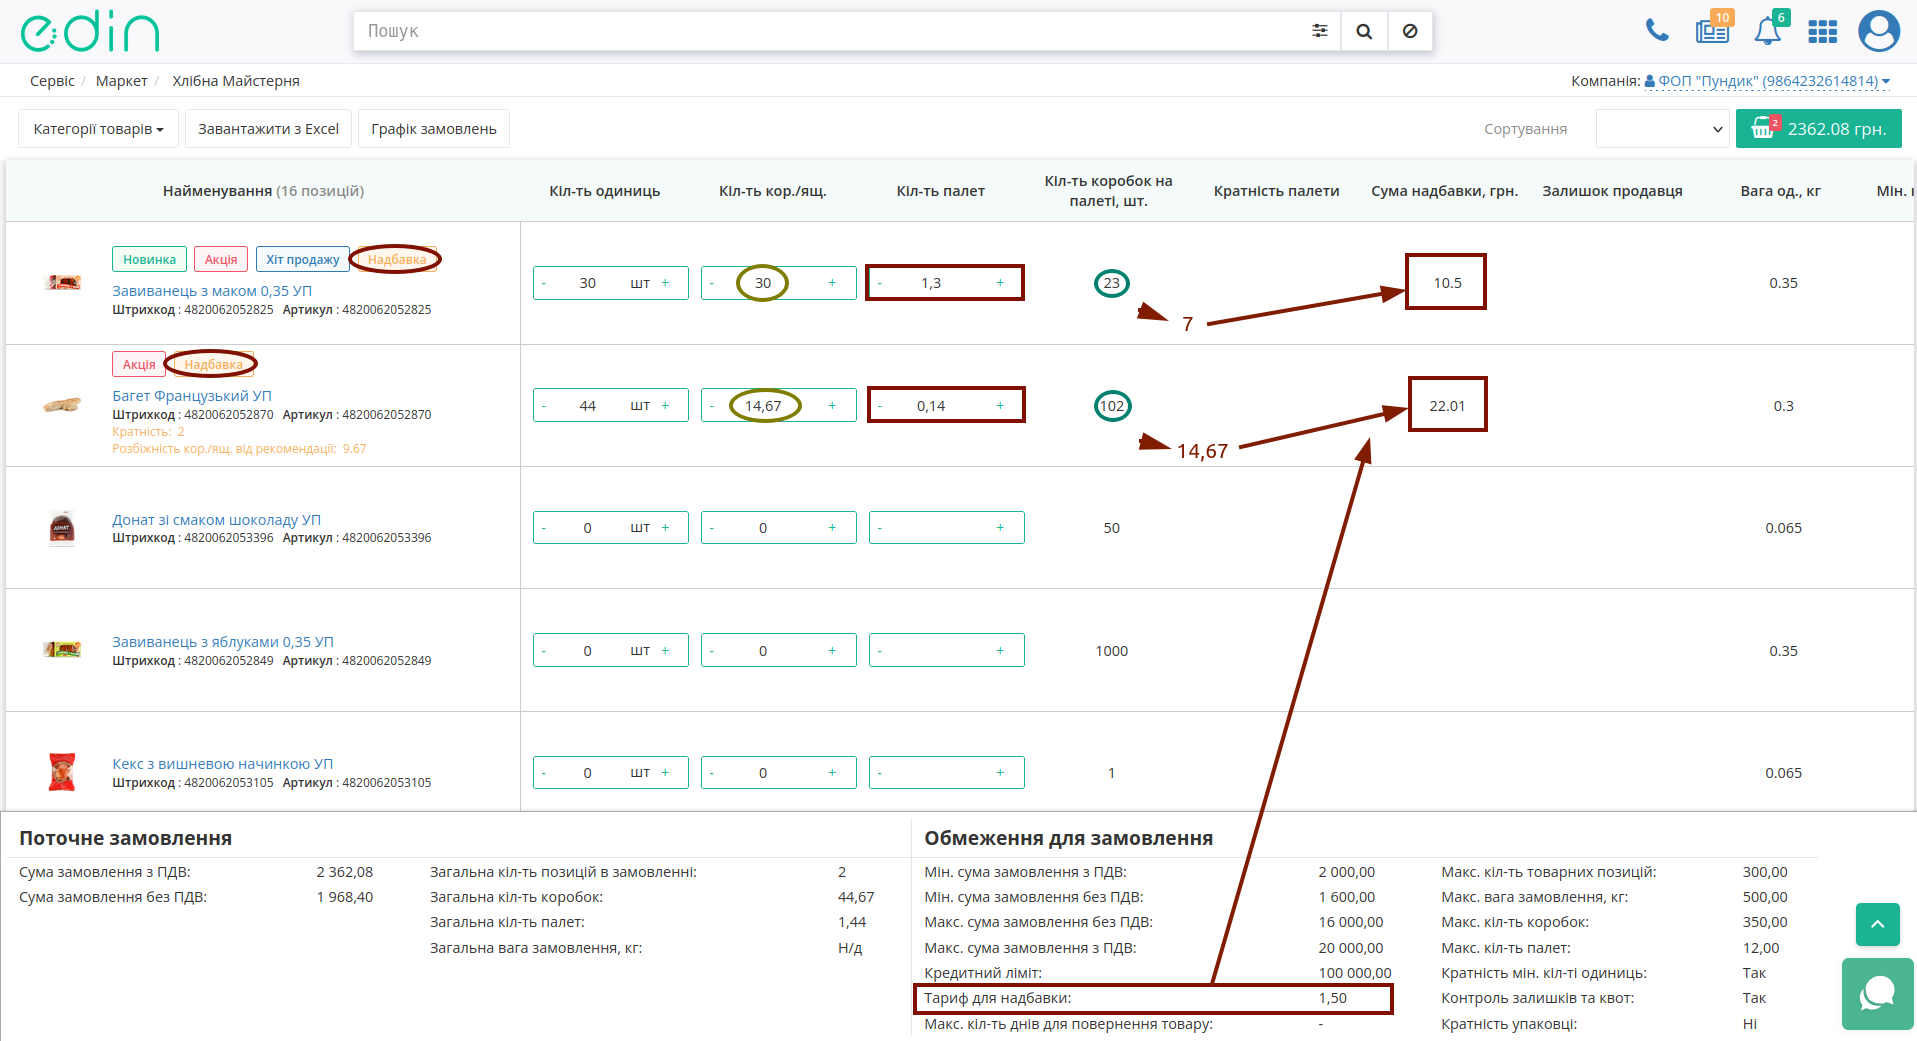 edin
Пошук
10
6
Сервіс / Маркет / Хлібна Майстерня
Компанія: ФОП "Пундик" (9864232614814)
Категорії товарів
Завантажити з Excel
Графік замовлень
Сортування
2
2362.08 грн.
Найменування (16 позицій)
Кіл-ть одиниць
Кіл-ть кор./ящ.
Кіл-ть палет
Кіл-ть коробок на
палеті, шт.
Кратність палети
Сума надбавки, грн.
Залишок продавця
Вага од., кг
Мін.
Новинка Акція Хіт продажу Надбавка
Завиванець з маком 0,35 УП
Штрихкод : 4820062052825 Артикул : 4820062052825
- 30 шт +
- 30 +
- 1,3 +
23
7
10.5
0.35
Акція Надбавка
Багет Французький УП
Штрихкод : 4820062052870 Артикул : 4820062052870
Кратність: 2
Розбіжність кор./ящ. від рекомендації: 9.67
- 44 шт +
- 14,67 +
- 0,14 +
102
14,67
22.01
0.3
Донат зі смаком шоколаду УП
Штрихкод : 4820062053396 Артикул : 4820062053396
- 0 шт +
- 0 +
- +
50
0.065
Завиванець з яблуками 0,35 УП
Штрихкод : 4820062052849 Артикул : 4820062052849
- 0 шт +
- 0 +
- +
1000
0.35
Кекс з вишневою начинкою УП
Штрихкод : 4820062053105 Артикул : 4820062053105
- 0 шт +
- 0 +
- +
1
0.065
Поточне замовлення
Сума замовлення з ПДВ: 2 362,08
Сума замовлення без ПДВ: 1 968,40
Загальна кіл-ть позицій в замовленні: 2
Загальна кіл-ть коробок: 44,67
Загальна кіл-ть палет: 1,44
Загальна вага замовлення, кг: Н/д
Обмеження для замовлення
Мін. сума замовлення з ПДВ: 2 000,00
Мін. сума замовлення без ПДВ: 1 600,00
Макс. сума замовлення без ПДВ: 16 000,00
Макс. сума замовлення з ПДВ: 20 000,00
Кредитний ліміт: 100 000,00
Тариф для надбавки: 1,50
Макс. кіл-ть днів для повернення товару: -
Макс. кіл-ть товарних позицій: 300,00
Макс. вага замовлення, кг: 500,00
Макс. кіл-ть коробок: 350,00
Макс. кіл-ть палет: 12,00
Кратність мін. кіл-ті одиниць: Так
Контроль залишків та квот: Так
Кратність упаковці: Ні